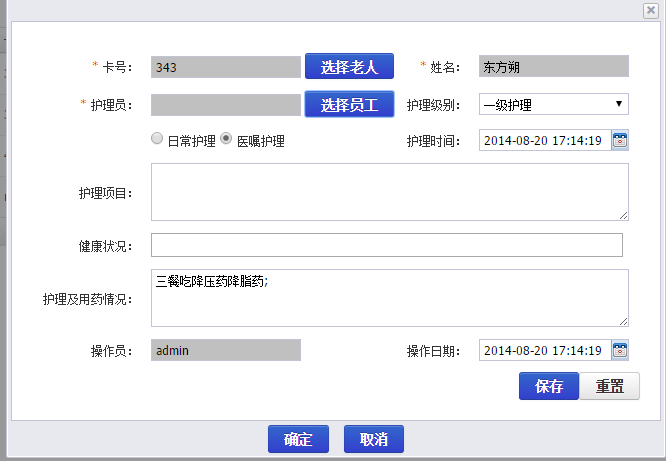 * 卡号： 343 选择老人 * 姓名： 东方朔
* 护理员： 选择员工 护理级别： 一级护理
日常护理 医嘱护理 护理时间： 2014-08-20 17:14:19
护理项目：
健康状况：
护理及用药情况： 三餐吃降压药降脂药;
操作员： admin 操作日期： 2014-08-20 17:14:19
保存 重置
确定 取消